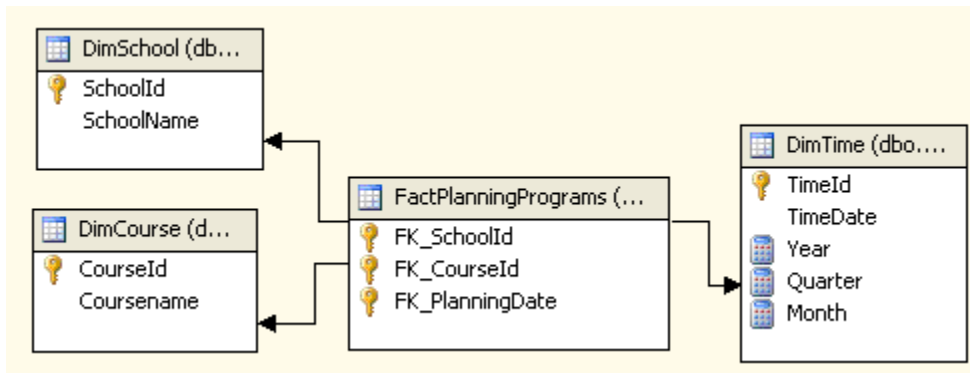 DimSchool (db...
SchoolId
SchoolName
DimCourse (d...
CourseId
Coursename
FactPlanningPrograms (...
FK_SchoolId
FK_CourseId
FK_PlanningDate
DimTime (dbo....
TimeId
TimeDate
Year
Quarter
Month